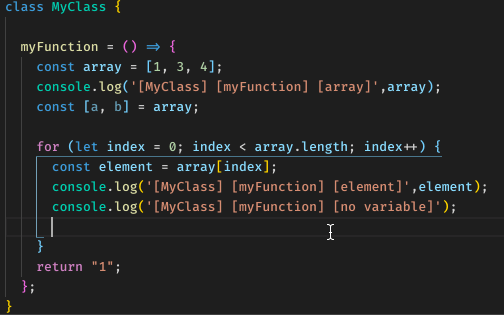 class MyClass {
myFunction = () => {
const array = [1, 3, 4];
console.log('[MyClass] [myFunction] [array]',array);
const [a, b] = array;
for (let index = 0; index < array.length; index++) {
const element = array[index];
console.log('[MyClass] [myFunction] [element]',element);
console.log('[MyClass] [myFunction] [no variable]');
}
return "1";
};
}